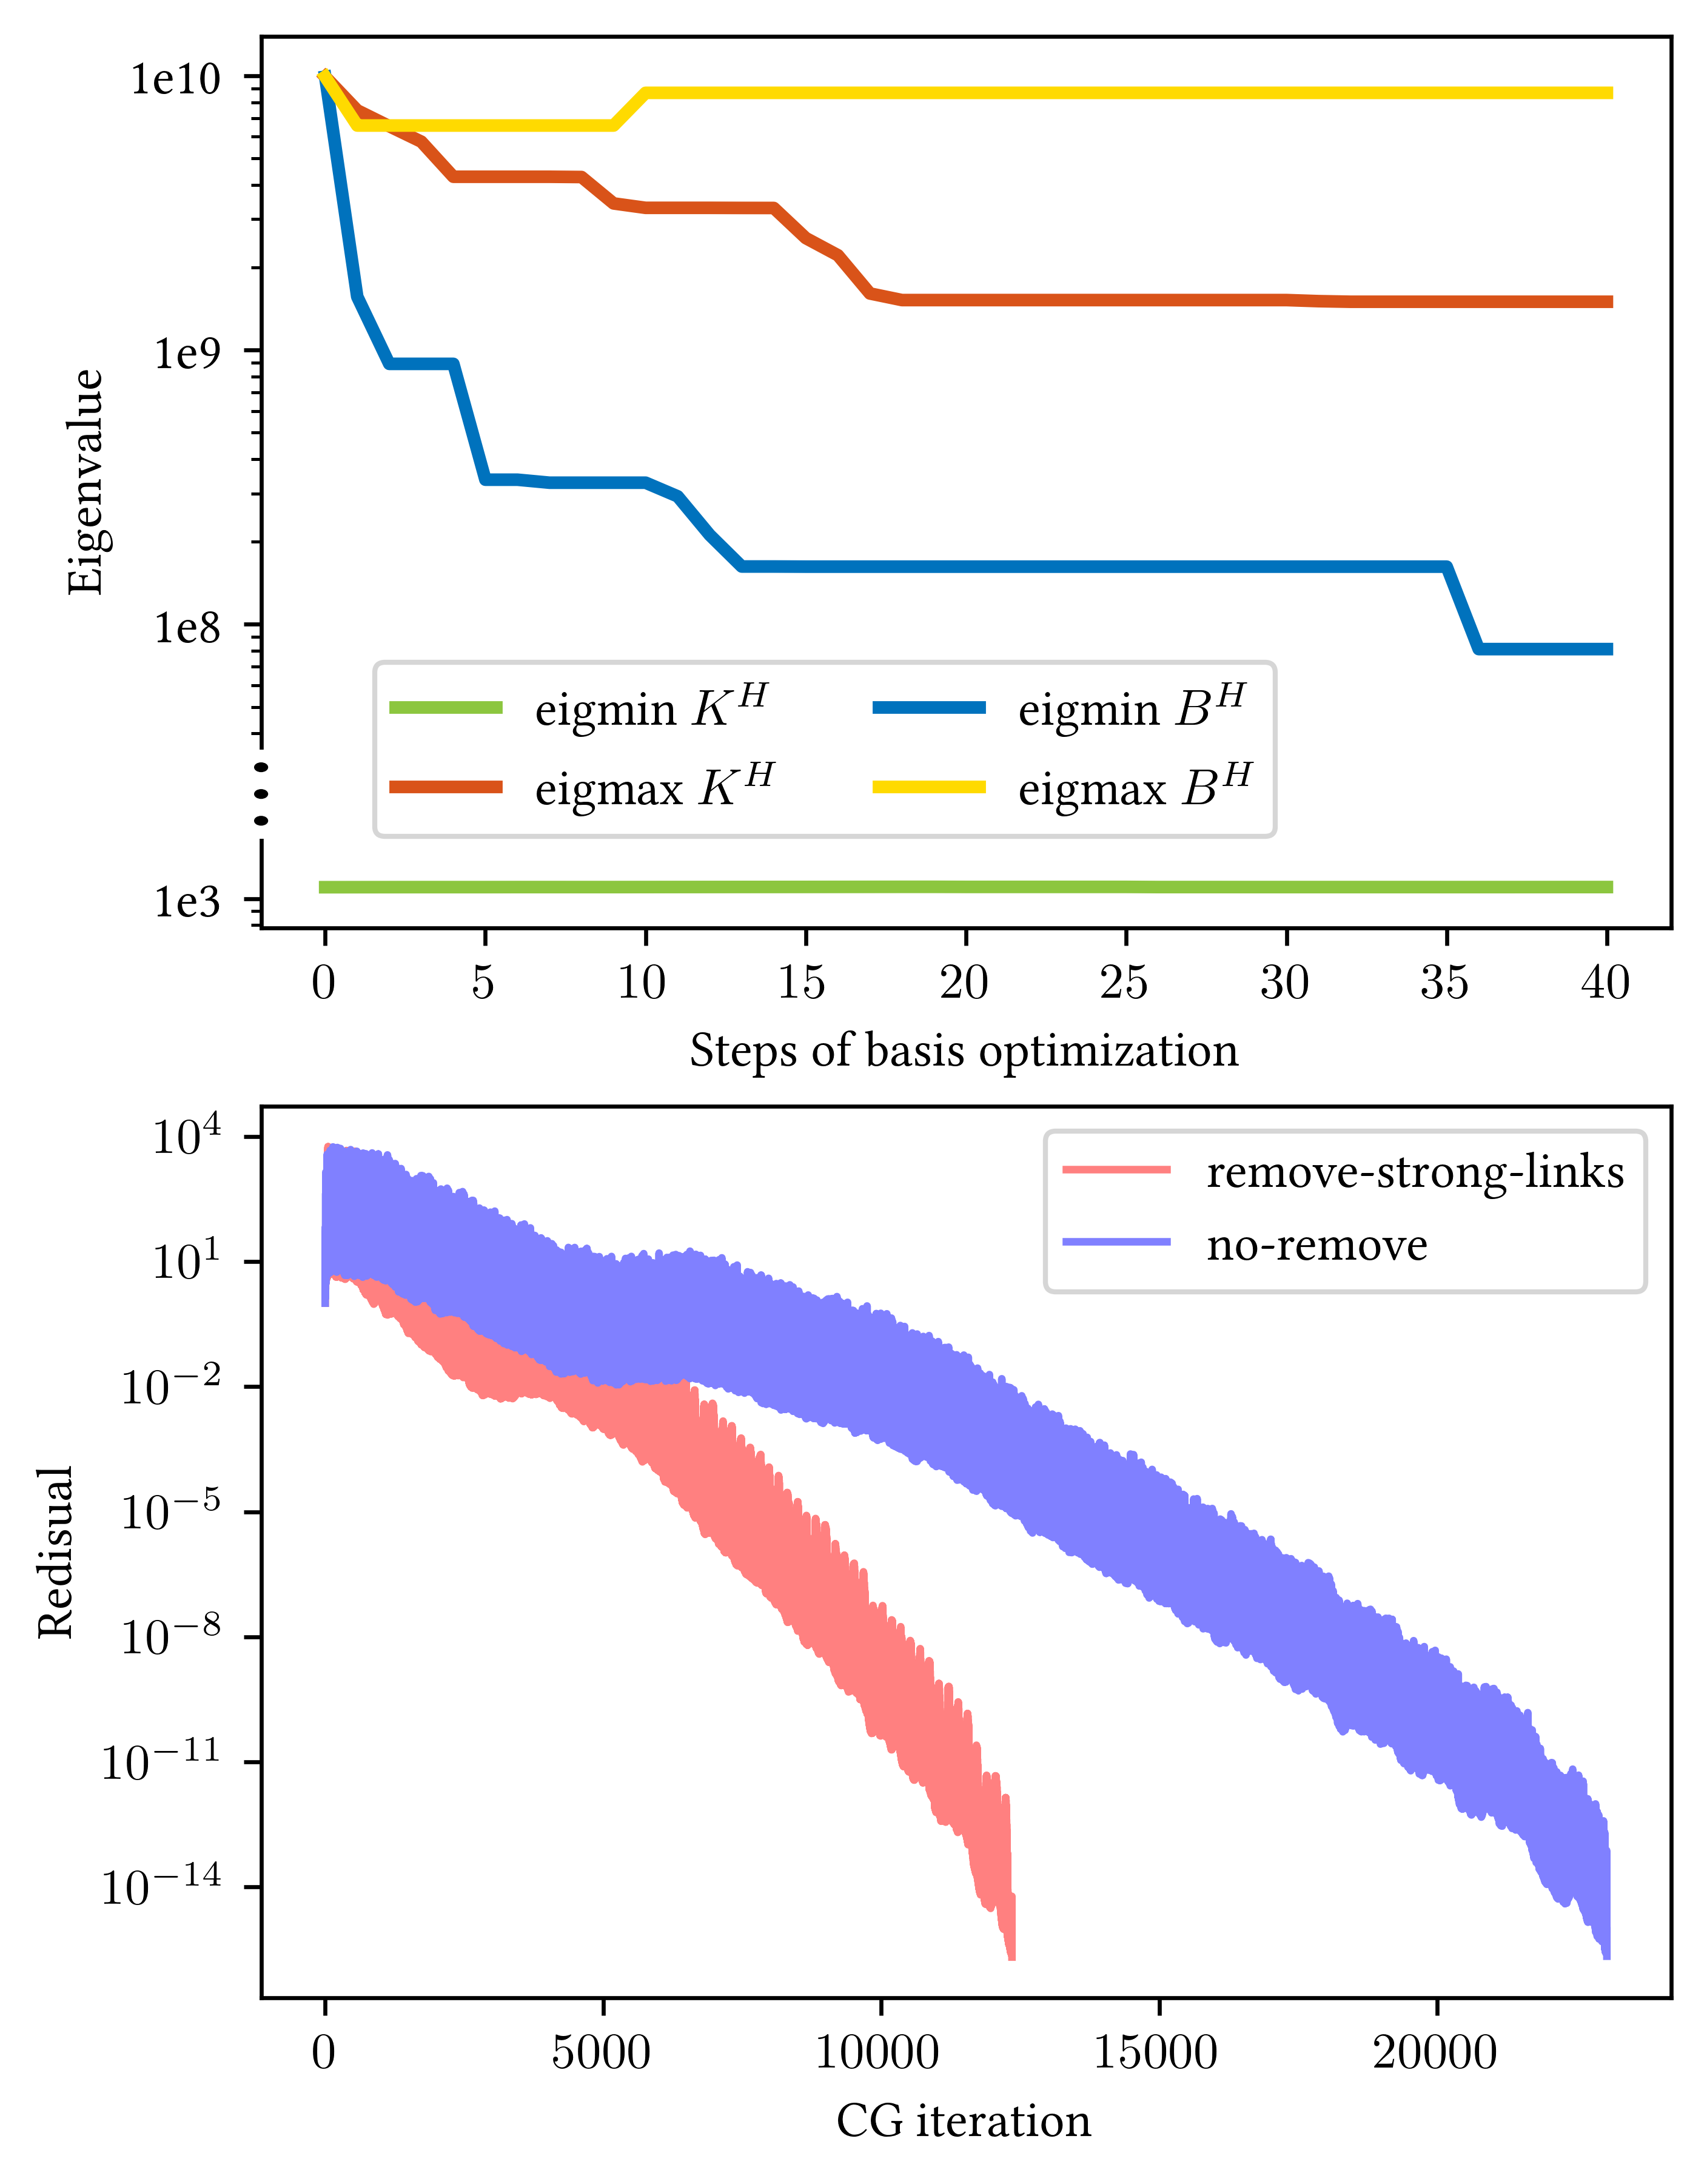 1e10
1e9
1e8
1e3
Eigenvalue
eigmin K^H
eigmin B^H
eigmax K^H
eigmax B^H
0 5 10 15 20 25 30 35 40
Steps of basis optimization
10^4
10^1
10^−2
10^−5
10^−8
10^−11
10^−14
Redisual
remove-strong-links
no-remove
0 5000 10000 15000 20000
CG iteration